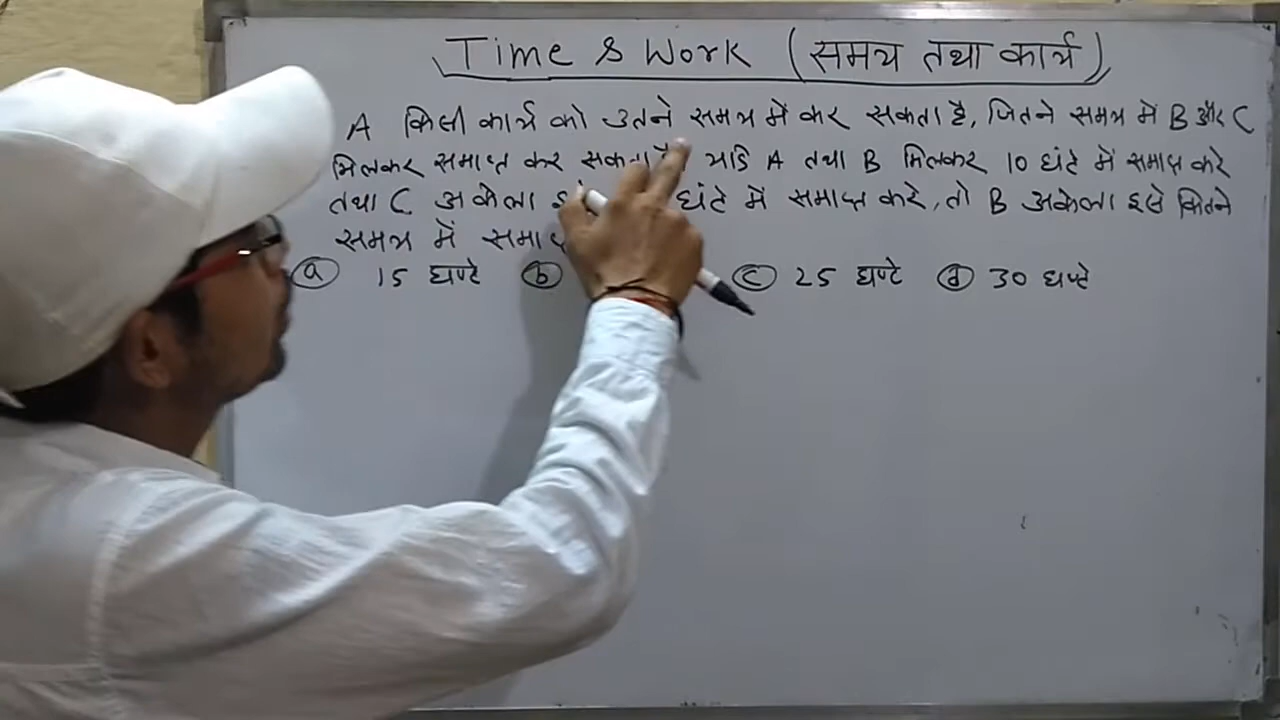 Time & Work (समय तथा कार्य)
A किसी कार्य को उतने समय में कर सकता है, जितने समय में B और C
मिलकर समाप्त कर सकता है यदि A तथा B मिलकर 10 घंटे में समाप्त करे
तथा C अकेला घंटे में समाप्त करे, तो B अकेला इसे कितने
समय में
ⓐ 15 घण्टे ⓑ ⓒ 25 घण्टे ⓓ 30 घण्टे